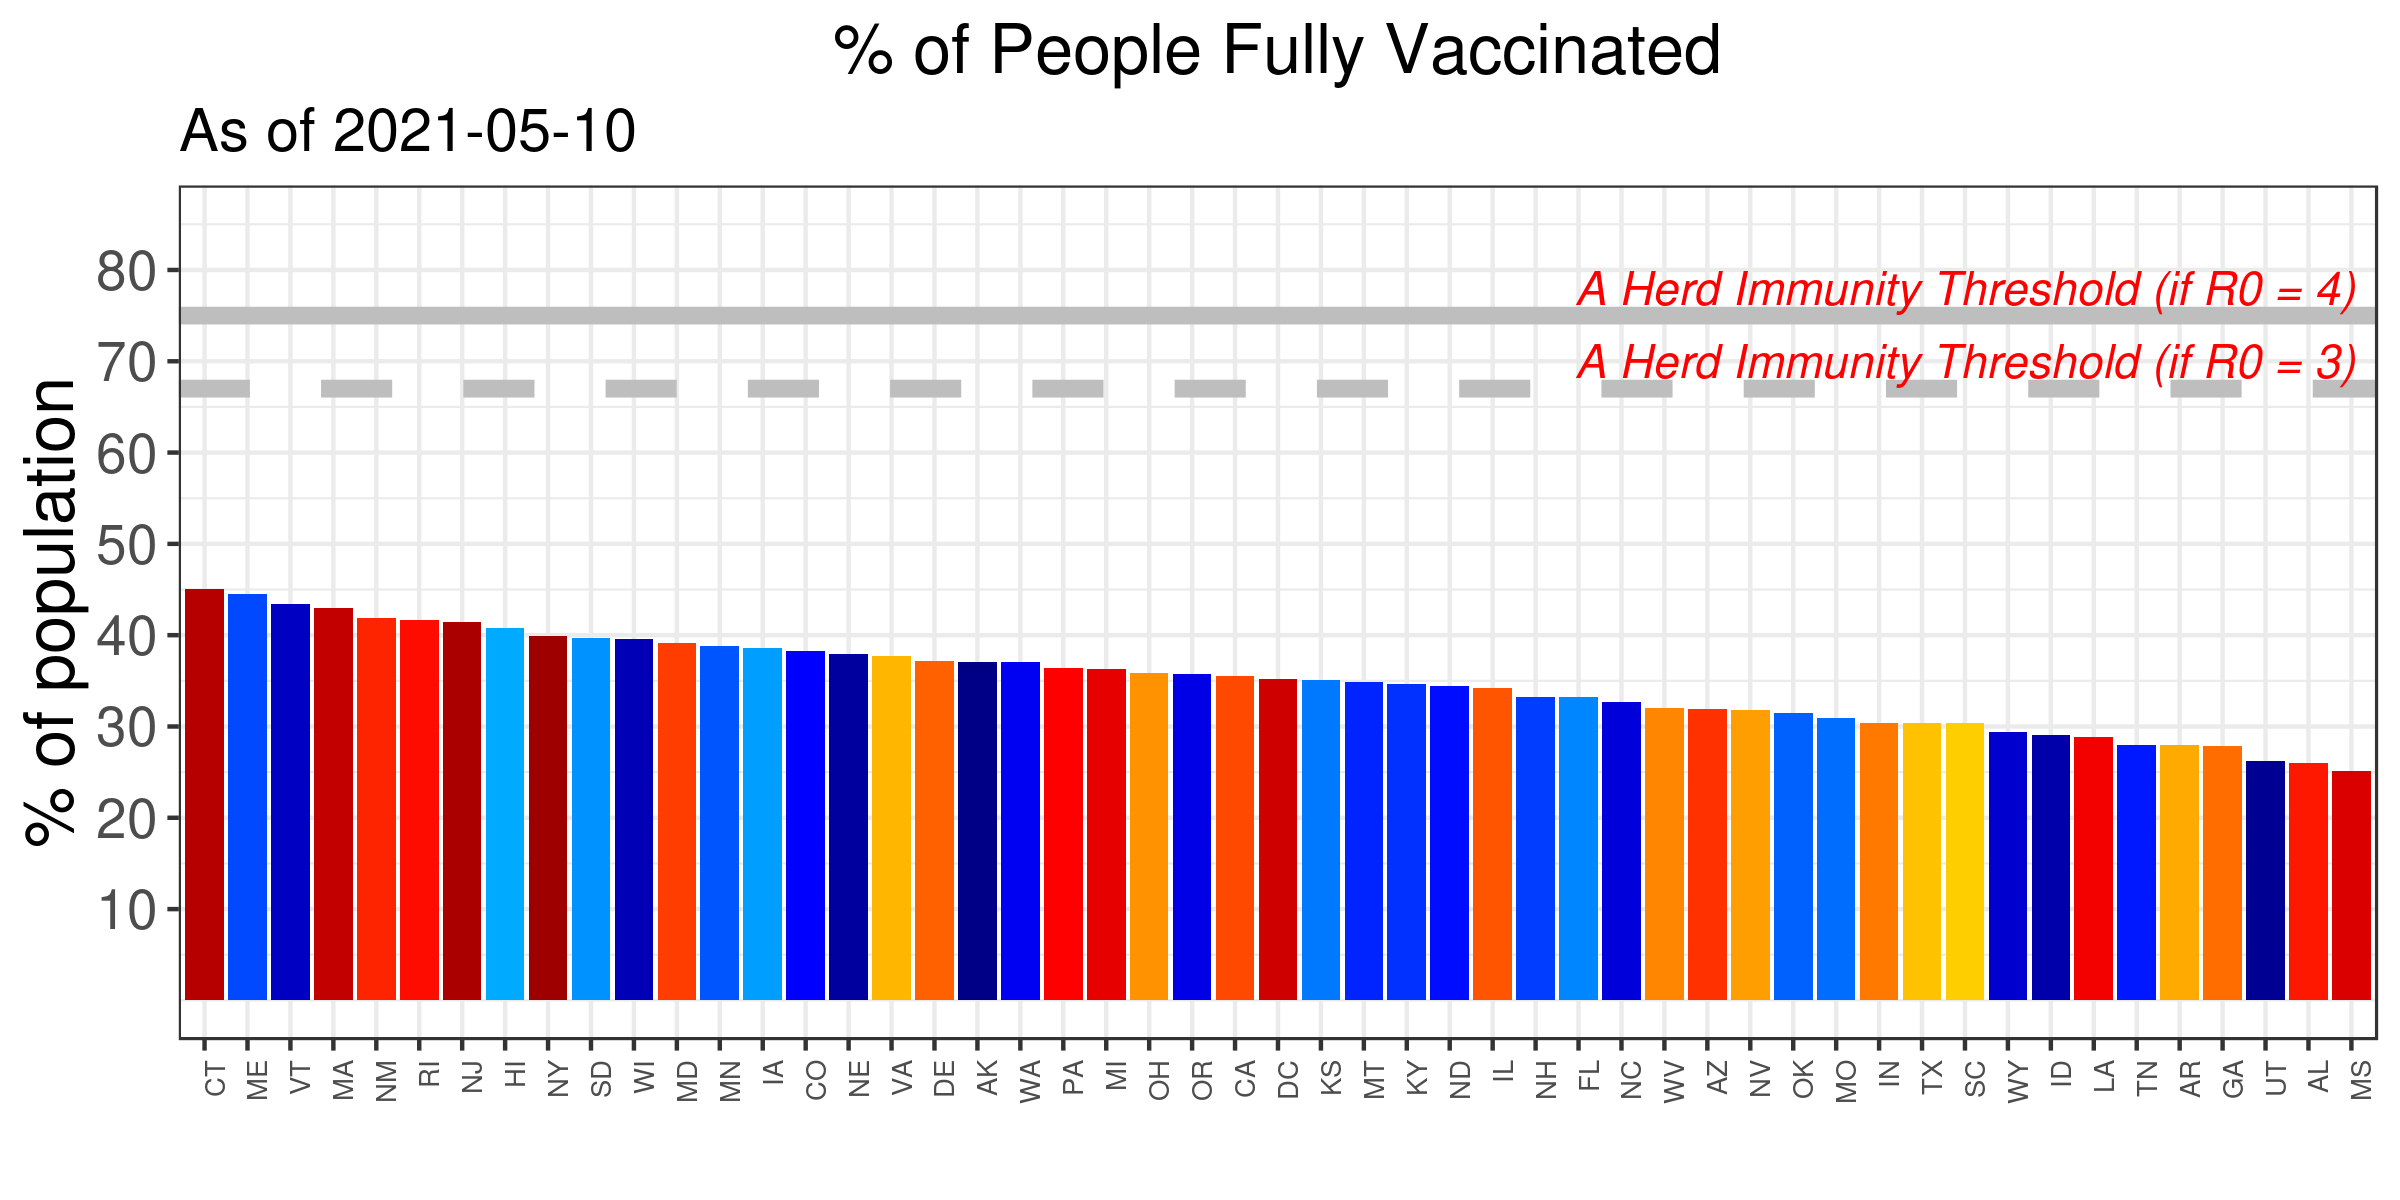 % of People Fully Vaccinated
As of 2021-05-10
% of population
80
70
60
50
40
30
20
10
A Herd Immunity Threshold (if R0 = 4)
A Herd Immunity Threshold (if R0 = 3)
CT ME VT MA NM RI NJ HI NY SD WI MD MN IA CO NE VA DE AK WA PA MI OH OR CA DC KS MT KY ND IL NH FL NC WV AZ NV OK MO IN TX SC WY ID LA TN AR GA UT AL MS